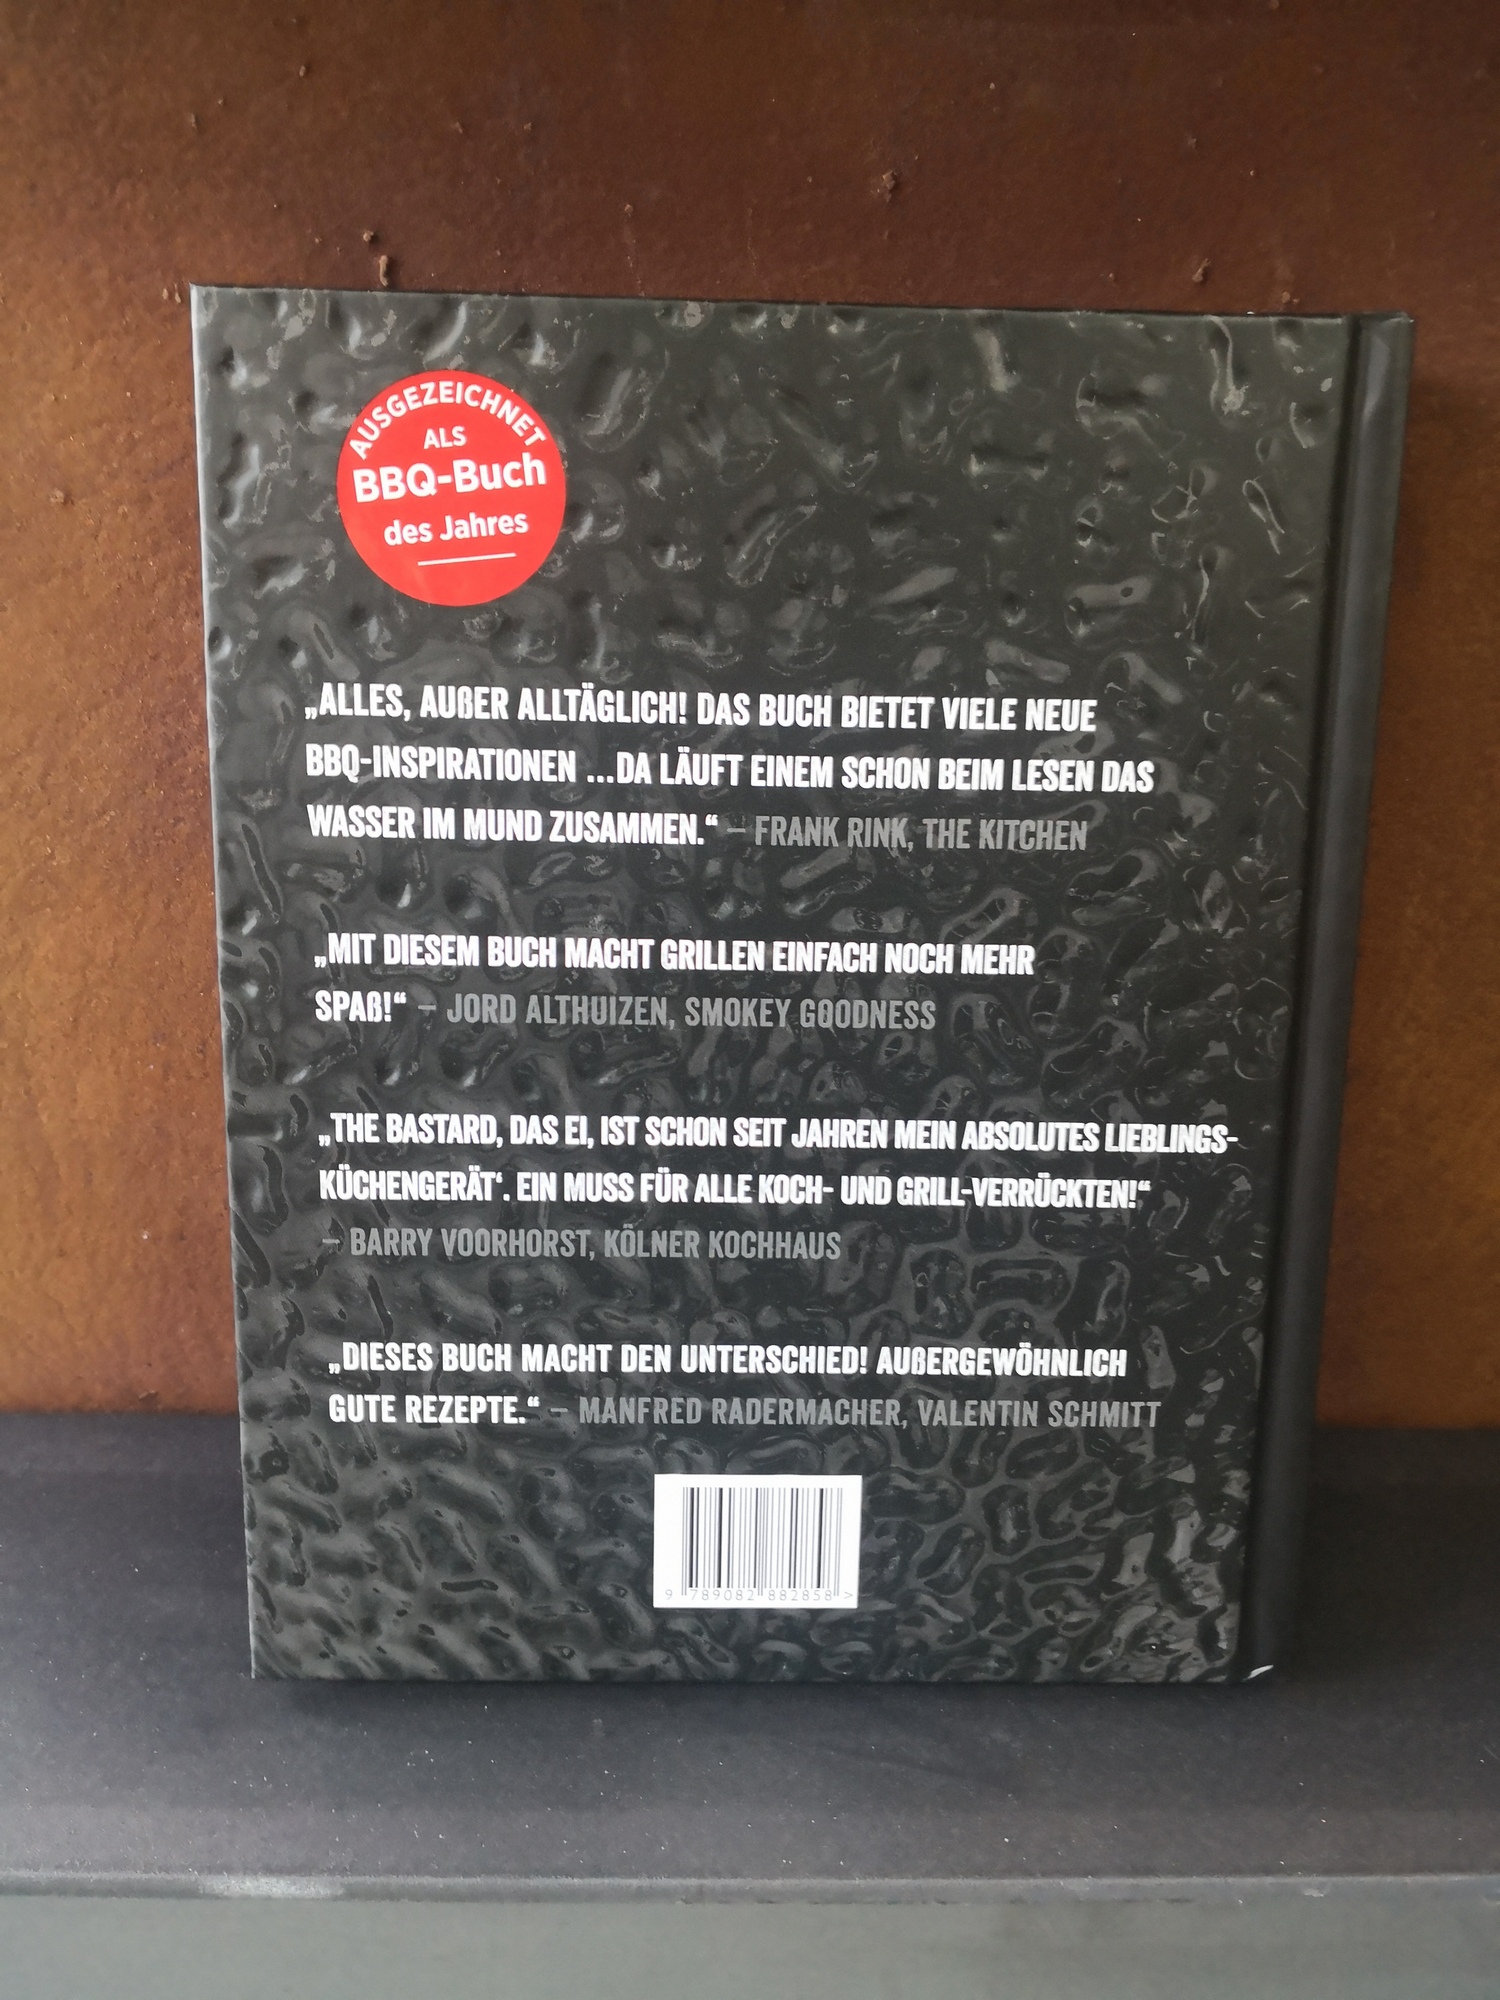 AUSGEZEICHNET
ALS
BBQ-Buch
des Jahres
„ALLES, AUßER ALLTÄGLICH! DAS BUCH BIETET VIELE NEUE
BBQ-INSPIRATIONEN ...DA LÄUFT EINEM SCHON BEIM LESEN DAS
WASSER IM MUND ZUSAMMEN.“ – FRANK RINK, THE KITCHEN
„MIT DIESEM BUCH MACHT GRILLEN EINFACH NOCH MEHR
SPAß!“ – JORD ALTHUIZEN, SMOKEY GOODNESS
„THE BASTARD, DAS EI, IST SCHON SEIT JAHREN MEIN ABSOLUTES LIEBLINGS-
KÜCHENGERÄT‘. EIN MUSS FÜR ALLE KOCH- UND GRILL-VERRÜCKTEN!“
– BARRY VOORHORST, KÖLNER KOCHHAUS
„DIESES BUCH MACHT DEN UNTERSCHIED! AUßERGEWÖHNLICH
GUTE REZEPTE.“ – MANFRED RADERMACHER, VALENTIN SCHMITT
9 789082 882858 >